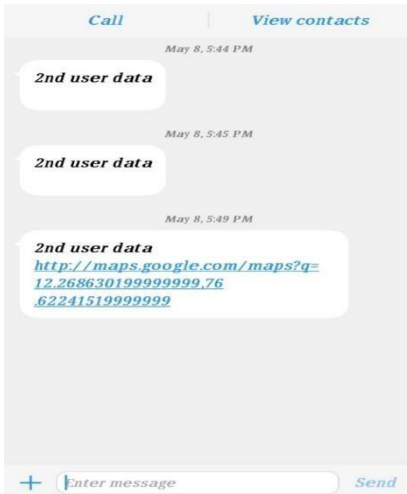 Call View contacts
May 8, 5:44 PM
2nd user data
May 8, 5:45 PM
2nd user data
May 8, 5:49 PM
2nd user data
http://maps.google.com/maps?q=
12.268630199999999,76
.62241519999999
Enter message Send